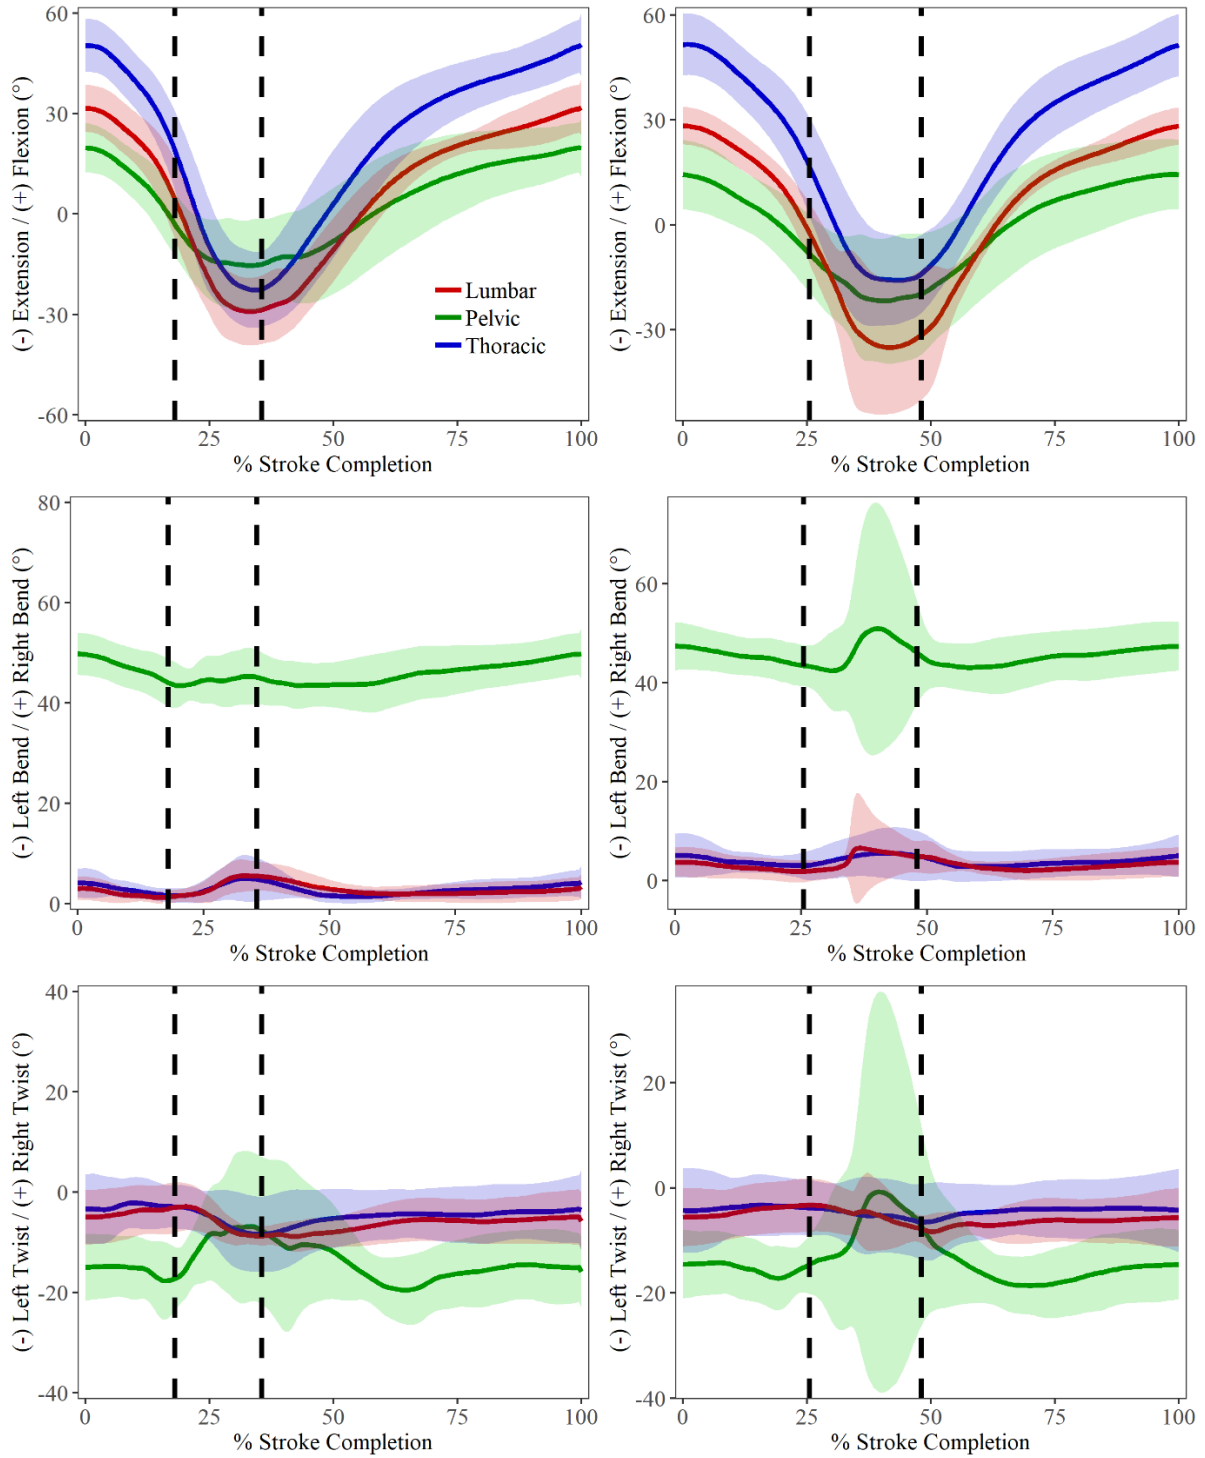 (-) Extension / (+) Flexion (°)
60
30
0
-30
-60
0 25 50 75 100
% Stroke Completion
Lumbar
Pelvic
Thoracic
(-) Extension / (+) Flexion (°)
60
30
0
-30
0 25 50 75 100
% Stroke Completion
(-) Left Bend / (+) Right Bend (°)
80
60
40
20
0
0 25 50 75 100
% Stroke Completion
(-) Left Bend / (+) Right Bend (°)
60
40
20
0
0 25 50 75 100
% Stroke Completion
(-) Left Twist / (+) Right Twist (°)
40
20
0
-20
-40
0 25 50 75 100
% Stroke Completion
(-) Left Twist / (+) Right Twist (°)
20
0
-20
-40
0 25 50 75 100
% Stroke Completion